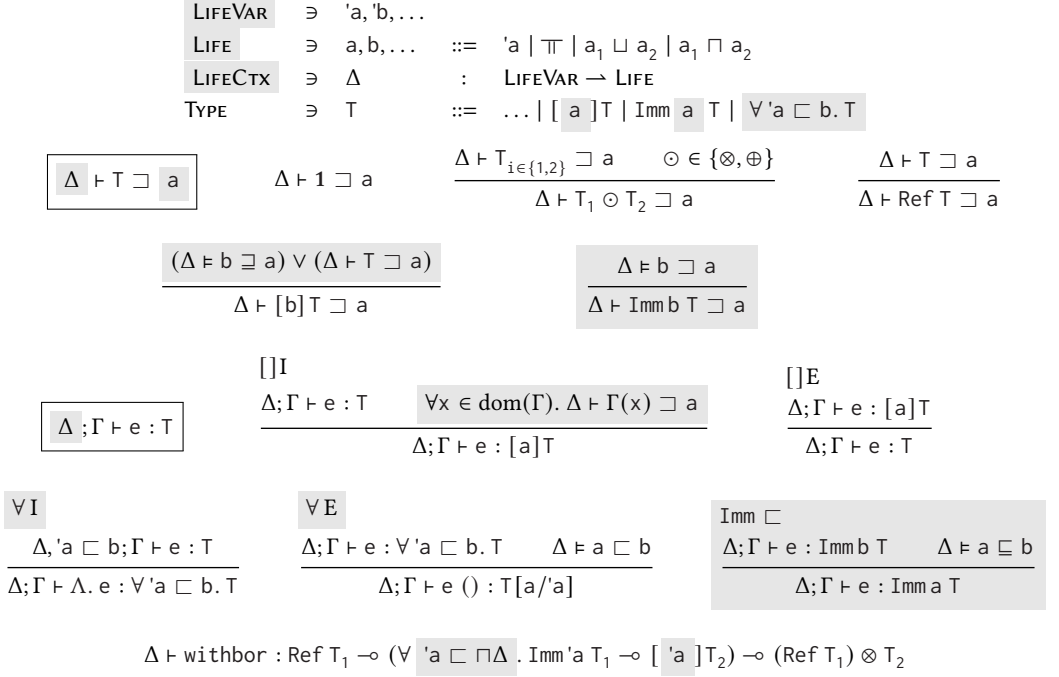 LifeVar ∋ 'a, 'b, . . .
Life ∋ a, b, . . . ::= 'a | ╥ | a₁ ⊔ a₂ | a₁ ⊓ a₂
LifeCtx ∋ Δ : LifeVar ⇀ Life
Type ∋ T ::= . . . | [ a ]T | Imm a T | ∀ 'a ⊏ b. T
Δ ⊢ T ⊐ a
Δ ⊢ 1 ⊐ a
Δ ⊢ T_{i∈{1,2}} ⊐ a ⊙ ∈ {⊗, ⊕}
Δ ⊢ T₁ ⊙ T₂ ⊐ a
Δ ⊢ T ⊐ a
Δ ⊢ Ref T ⊐ a
(Δ ⊨ b ⊒ a) ∨ (Δ ⊢ T ⊐ a)
Δ ⊢ [b] T ⊐ a
Δ ⊨ b ⊐ a
Δ ⊢ Imm b T ⊐ a
Δ ; Γ ⊢ e : T
[]I
Δ; Γ ⊢ e : T ∀x ∈ dom(Γ). Δ ⊢ Γ(x) ⊐ a
Δ; Γ ⊢ e : [a]T
[]E
Δ; Γ ⊢ e : [a]T
Δ; Γ ⊢ e : T
∀ I
Δ, 'a ⊏ b; Γ ⊢ e : T
Δ; Γ ⊢ Λ. e : ∀ 'a ⊏ b. T
∀ E
Δ; Γ ⊢ e : ∀ 'a ⊏ b. T Δ ⊨ a ⊏ b
Δ; Γ ⊢ e () : T[a/'a]
Imm ⊏
Δ; Γ ⊢ e : Imm b T Δ ⊨ a ⊑ b
Δ; Γ ⊢ e : Imm a T
Δ ⊢ withbor : Ref T₁ ⊸ (∀ 'a ⊏ ⊓Δ . Imm 'a T₁ ⊸ [ 'a ]T₂) ⊸ (Ref T₁) ⊗ T₂